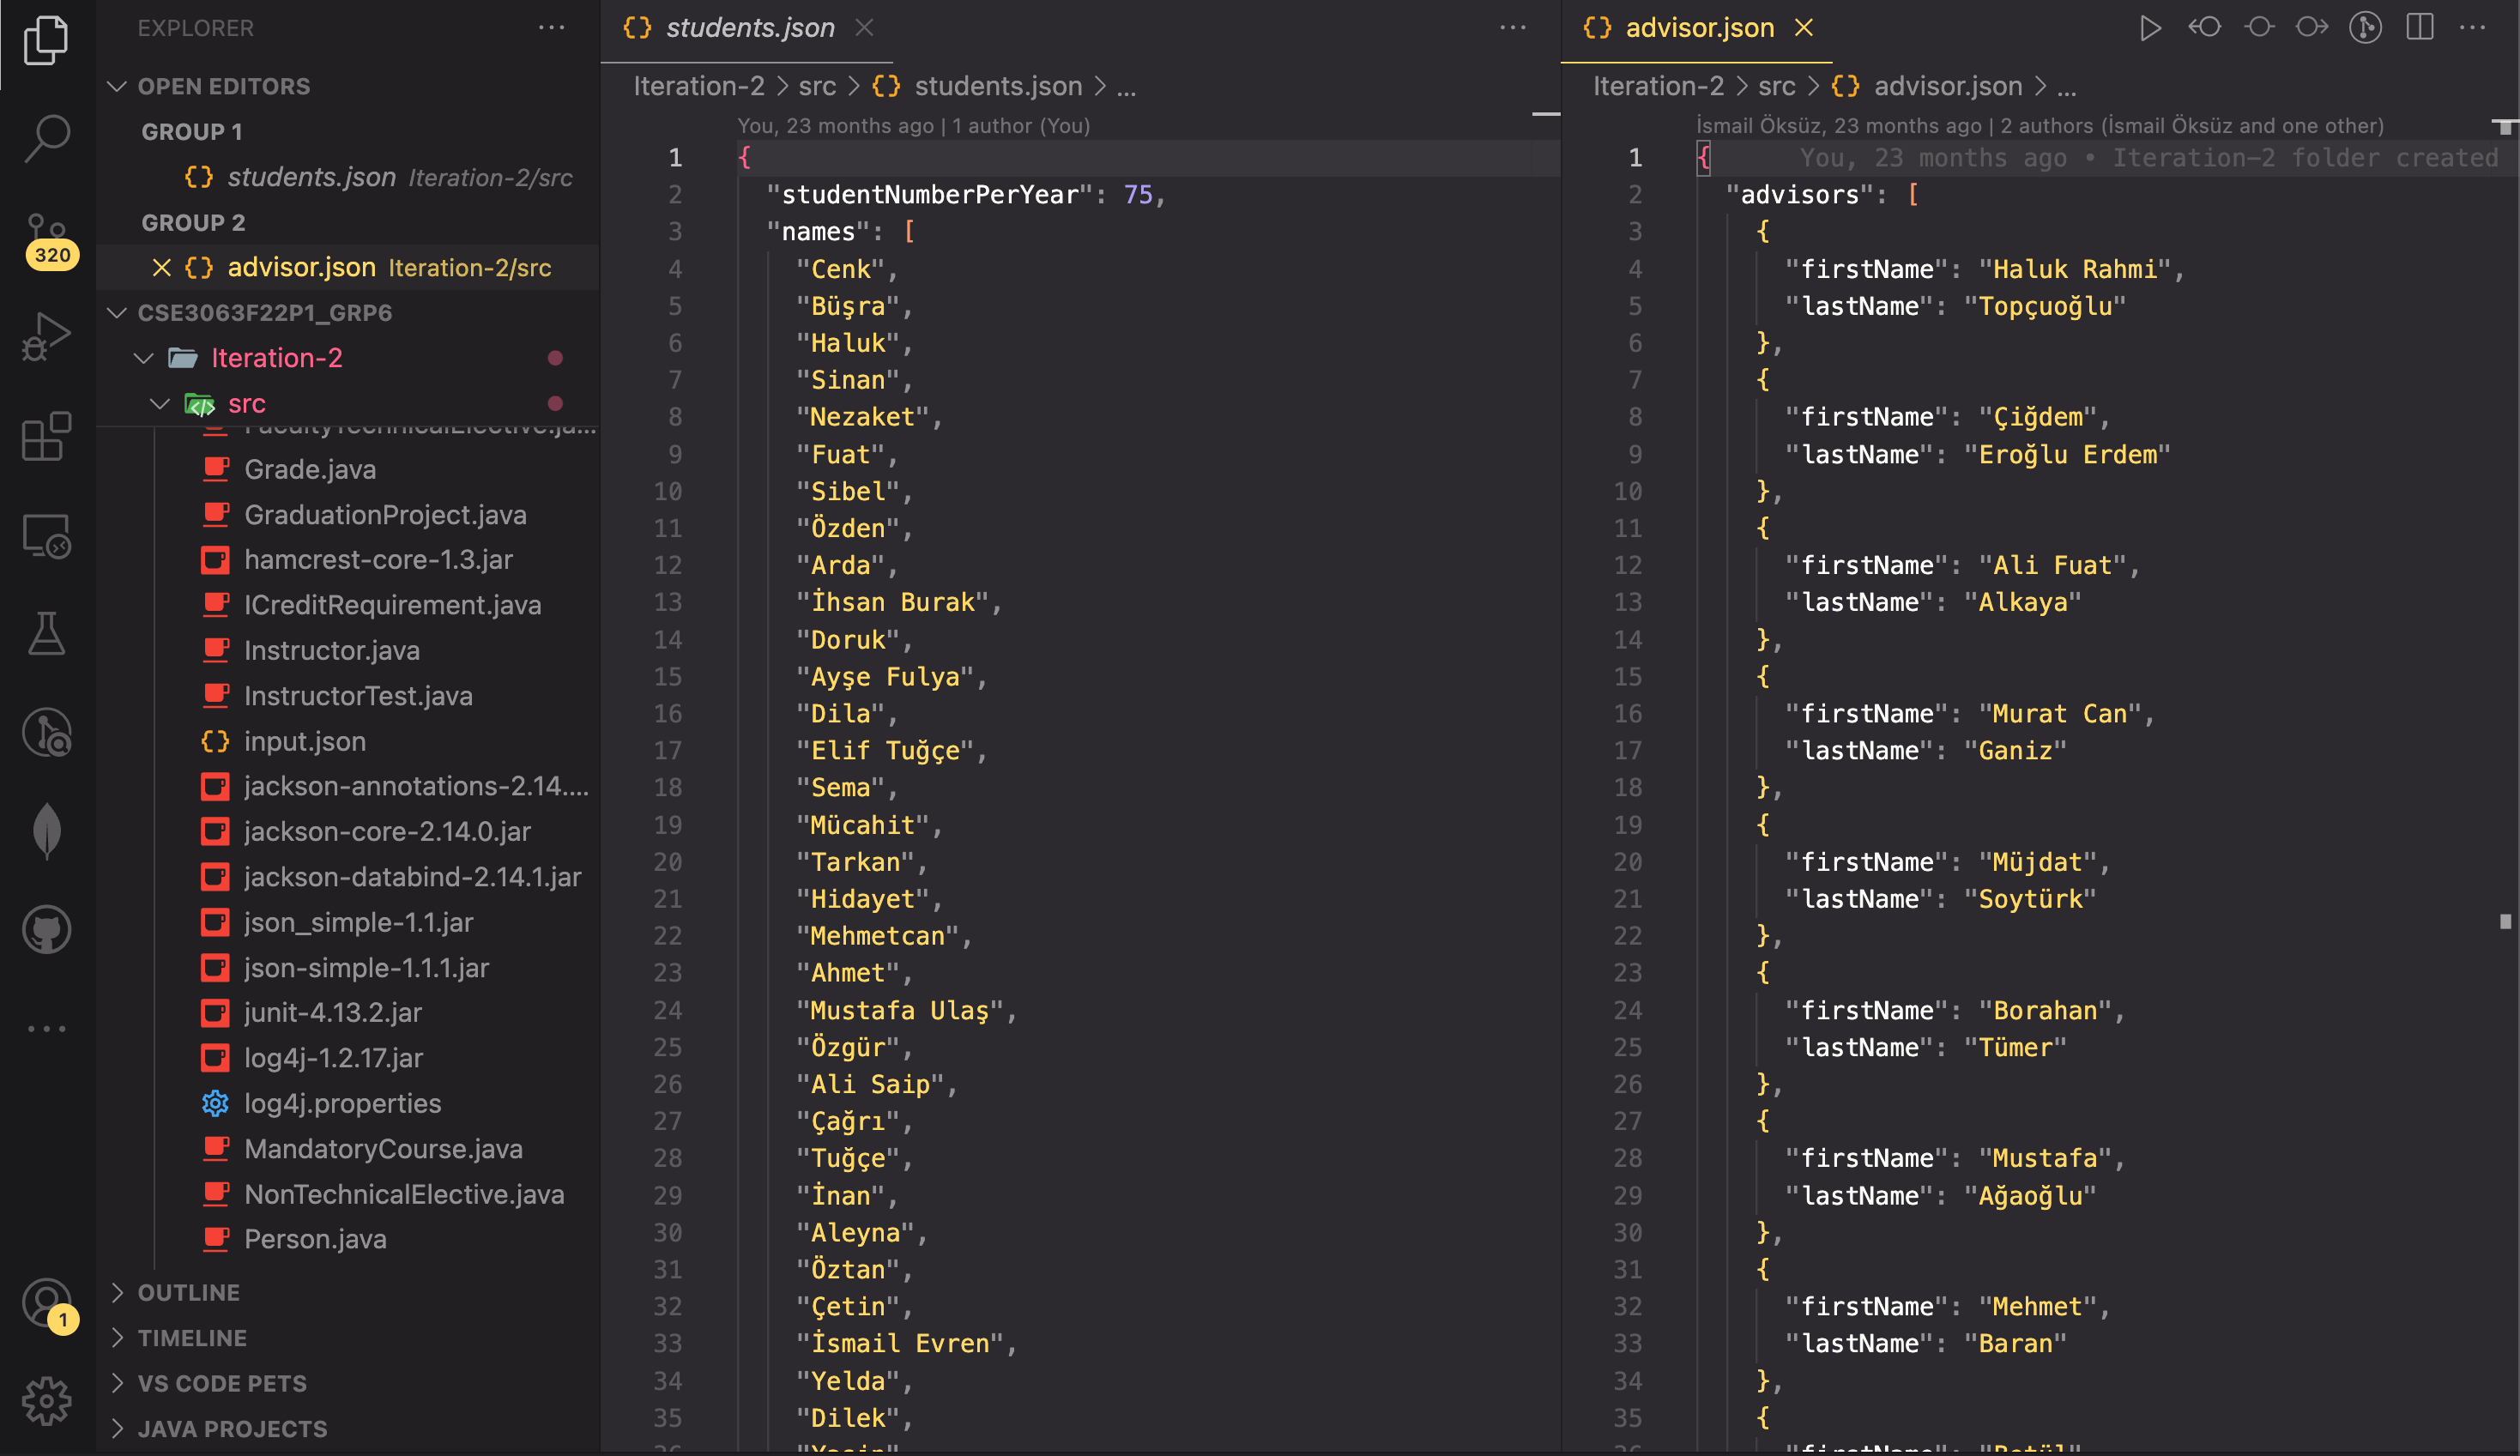 EXPLORER
OPEN EDITORS
GROUP 1
students.json Iteration-2/src
GROUP 2
advisor.json Iteration-2/src
CSE3063F22P1_GRP6
Iteration-2
src
Grade.java
GraduationProject.java
hamcrest-core-1.3.jar
ICreditRequirement.java
Instructor.java
InstructorTest.java
input.json
jackson-annotations-2.14....
jackson-core-2.14.0.jar
jackson-databind-2.14.1.jar
json_simple-1.1.jar
json-simple-1.1.1.jar
junit-4.13.2.jar
log4j-1.2.17.jar
log4j.properties
MandatoryCourse.java
NonTechnicalElective.java
Person.java
OUTLINE
TIMELINE
VS CODE PETS
JAVA PROJECTS
320
1
students.json
Iteration-2 > src > {} students.json > ...
You, 23 months ago | 1 author (You)
1 {
2 "studentNumberPerYear": 75,
3 "names": [
4 "Cenk",
5 "Büşra",
6 "Haluk",
7 "Sinan",
8 "Nezaket",
9 "Fuat",
10 "Sibel",
11 "Özden",
12 "Arda",
13 "İhsan Burak",
14 "Doruk",
15 "Ayşe Fulya",
16 "Dila",
17 "Elif Tuğçe",
18 "Sema",
19 "Mücahit",
20 "Tarkan",
21 "Hidayet",
22 "Mehmetcan",
23 "Ahmet",
24 "Mustafa Ulaş",
25 "Özgür",
26 "Ali Saip",
27 "Çağrı",
28 "Tuğçe",
29 "İnan",
30 "Aleyna",
31 "Öztan",
32 "Çetin",
33 "İsmail Evren",
34 "Yelda",
35 "Dilek",
advisor.json
Iteration-2 > src > {} advisor.json > ...
İsmail Öksüz, 23 months ago | 2 authors (İsmail Öksüz and one other)
1 { You, 23 months ago • Iteration-2 folder created
2 "advisors": [
3 {
4 "firstName": "Haluk Rahmi",
5 "lastName": "Topçuoğlu"
6 },
7 {
8 "firstName": "Çiğdem",
9 "lastName": "Eroğlu Erdem"
10 },
11 {
12 "firstName": "Ali Fuat",
13 "lastName": "Alkaya"
14 },
15 {
16 "firstName": "Murat Can",
17 "lastName": "Ganiz"
18 },
19 {
20 "firstName": "Müjdat",
21 "lastName": "Soytürk"
22 },
23 {
24 "firstName": "Borahan",
25 "lastName": "Tümer"
26 },
27 {
28 "firstName": "Mustafa",
29 "lastName": "Ağaoğlu"
30 },
31 {
32 "firstName": "Mehmet",
33 "lastName": "Baran"
34 },
35 {